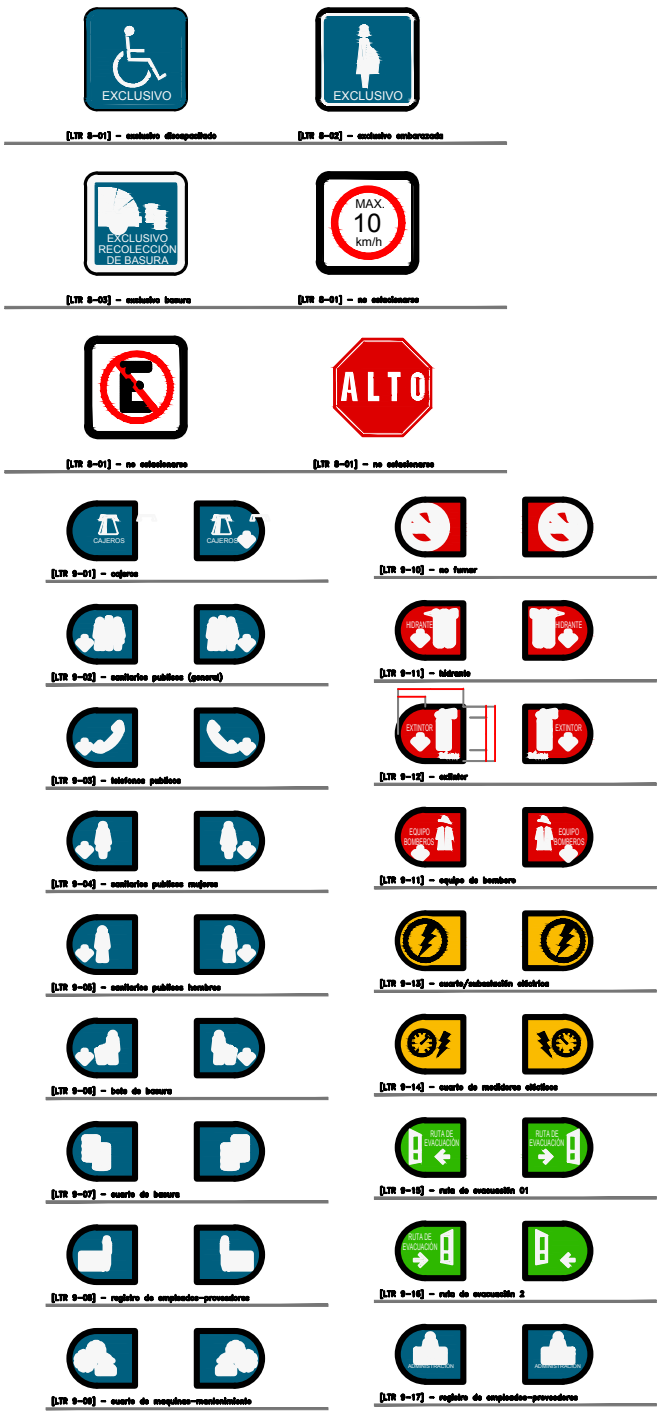 EXCLUSIVO
EXCLUSIVO
[LTR 8-01] - exclusivo discapacitado
[LTR 8-02] - exclusivo embarazada
EXCLUSIVO
RECOLECCIÓN
DE BASURA
MAX.
10
km/h
[LTR 8-03] - exclusivo basura
[LTR 8-01] - no estacionarse
E
ALTO
[LTR 8-01] - no estacionarse
[LTR 8-01] - no estacionarse
CAJEROS
CAJEROS
[LTR 9-01] - cajeros
[LTR 9-02] - sanitarios publicos (general)
[LTR 9-03] - telefonos publicos
[LTR 9-04] - sanitarios publicos mujeres
[LTR 9-05] - sanitarios publicos hombres
[LTR 9-06] - bote de basura
[LTR 9-07] - cuarto de basura
[LTR 9-08] - registro de empleados-proveedores
[LTR 9-09] - cuarto de maquinas-mantenimiento
[LTR 9-10] - no fumar
HIDRANTE
HIDRANTE
[LTR 9-11] - hidrante
EXTINTOR
EXTINTOR
[LTR 9-12] - extintor
EQUIPO
BOMBEROS
EQUIPO
BOMBEROS
[LTR 9-11] - equipo de bombero
[LTR 9-13] - cuarto/subestación eléctrica
[LTR 9-14] - cuarto de medidores
RUTA DE
EVACUACIÓN
RUTA DE
EVACUACIÓN
[LTR 9-15] - ruta de evacuación 01
RUTA DE
EVACUACIÓN
[LTR 9-16] - ruta de evacuación 2
ADMINISTRACIÓN
ADMINISTRACIÓN
[LTR 9-17] - registro de empleados-proveedores